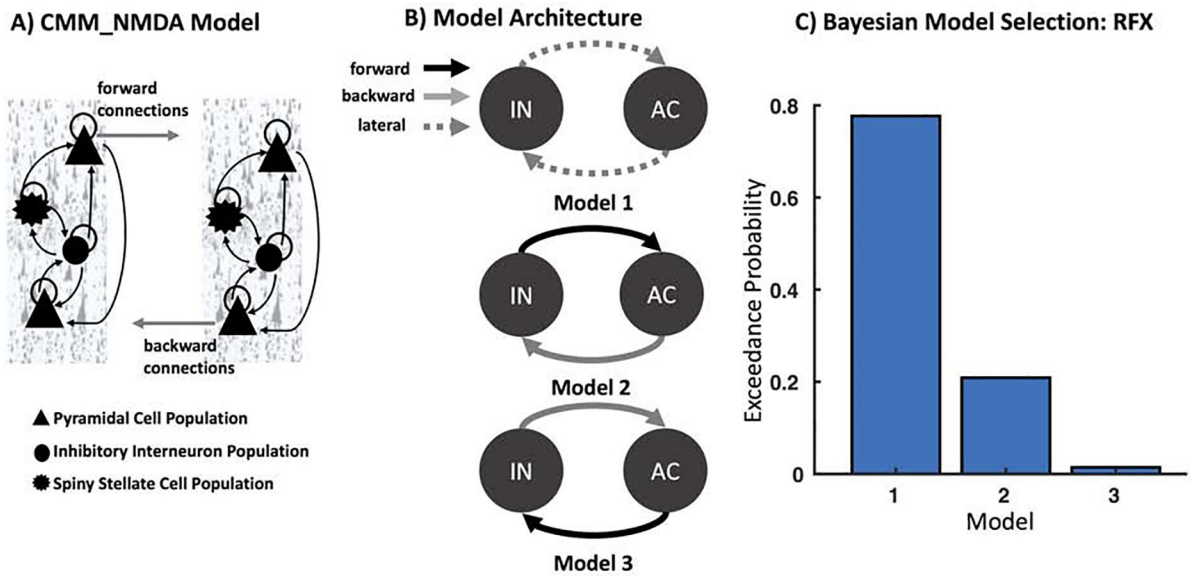 A) CMM_NMDA Model
forward
connections
backward
connections
Pyramidal Cell Population
Inhibitory Interneuron Population
Spiny Stellate Cell Population
B) Model Architecture
forward
backward
lateral
IN
AC
Model 1
IN
AC
Model 2
IN
AC
Model 3
C) Bayesian Model Selection: RFX
Exceedance Probability
0.8
0.6
0.4
0.2
0
1
2
3
Model